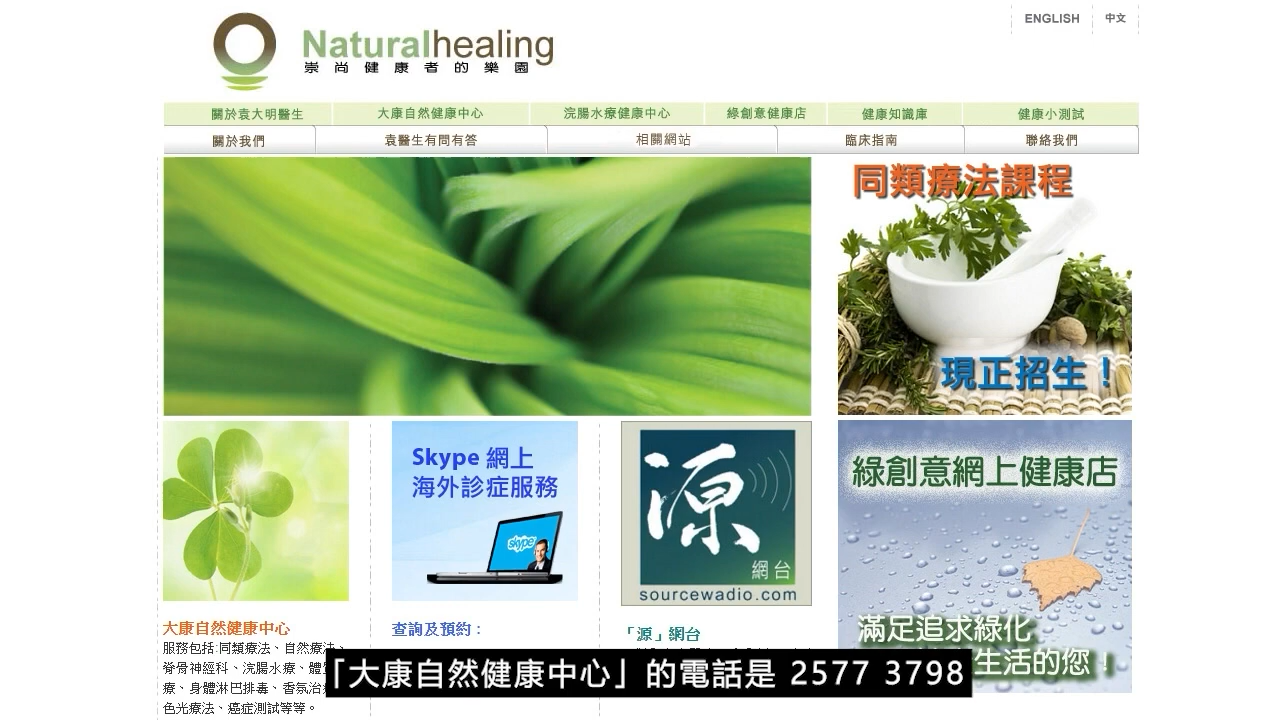 ENGLISH 中文
Naturalhealing
崇尚健康者的樂園
關於袁大明醫生 大康自然健康中心 浣腸水療健康中心 綠創意健康店 健康知識庫 健康小測試
關於我們 袁醫生有問有答 相關網站 臨床指南 聯絡我們
同類療法課程
現正招生！
Skype 網上
海外診症服務
skype
源
網台
sourcewadio.com
綠創意網上健康店
滿足追求綠化
生活的您！
大康自然健康中心
服務包括:同類療法、自然療法、
脊骨神經科、浣腸水療、體
療、身體淋巴排毒、香氛治
色光療法、癌症測試等等。
查詢及預約：
「源」網台
「大康自然健康中心」的電話是 2577 3798